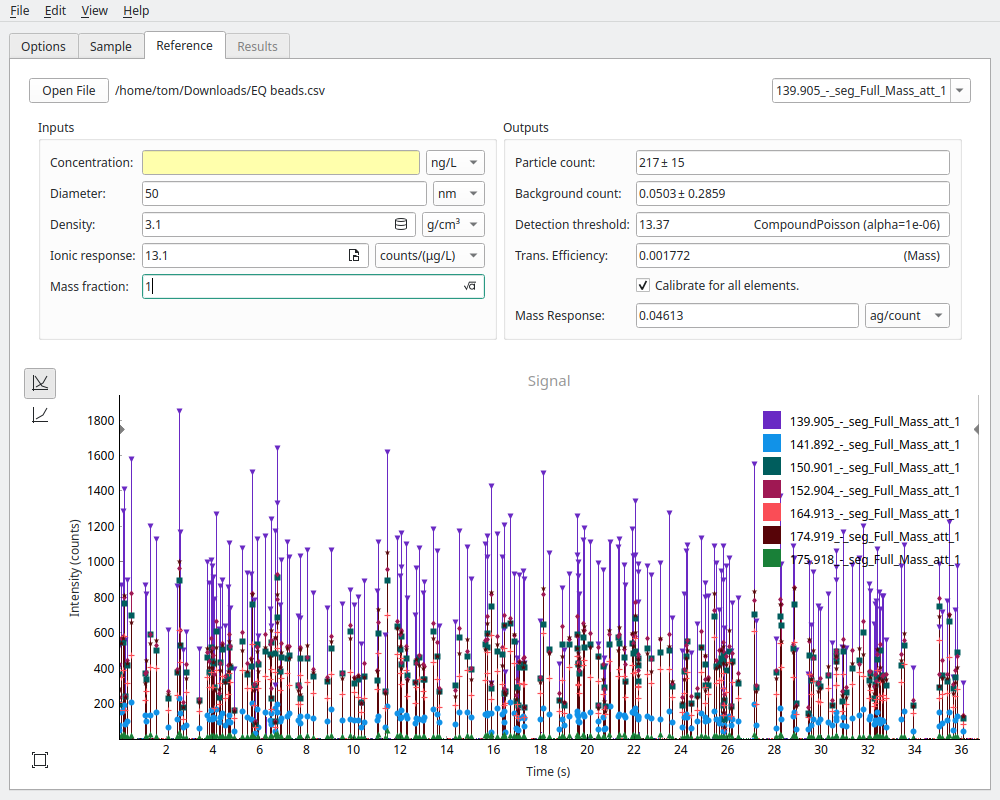 File Edit View Help
Options Sample Reference Results
Open File /home/tom/Downloads/EQ beads.csv 139.905_-_seg_Full_Mass_att_1
Inputs
Concentration: ng/L
Diameter: 50 nm
Density: 3.1 g/cm³
Ionic response: 13.1 counts/(µg/L)
Mass fraction: 1 √a
Outputs
Particle count: 217 ± 15
Background count: 0.0503 ± 0.2859
Detection threshold: 13.37 CompoundPoisson (alpha=1e-06)
Trans. Efficiency: 0.001772 (Mass)
Calibrate for all elements.
Mass Response: 0.04613 ag/count
Signal
Intensity (counts)
1800
1600
1400
1200
1000
800
600
400
200
139.905_-_seg_Full_Mass_att_1
141.892_-_seg_Full_Mass_att_1
150.901_-_seg_Full_Mass_att_1
152.904_-_seg_Full_Mass_att_1
164.913_-_seg_Full_Mass_att_1
174.919_-_seg_Full_Mass_att_1
175.918_-_seg_Full_Mass_att_1
2 4 6 8 10 12 14 16 18 20 22 24 26 28 30 32 34 36
Time (s)